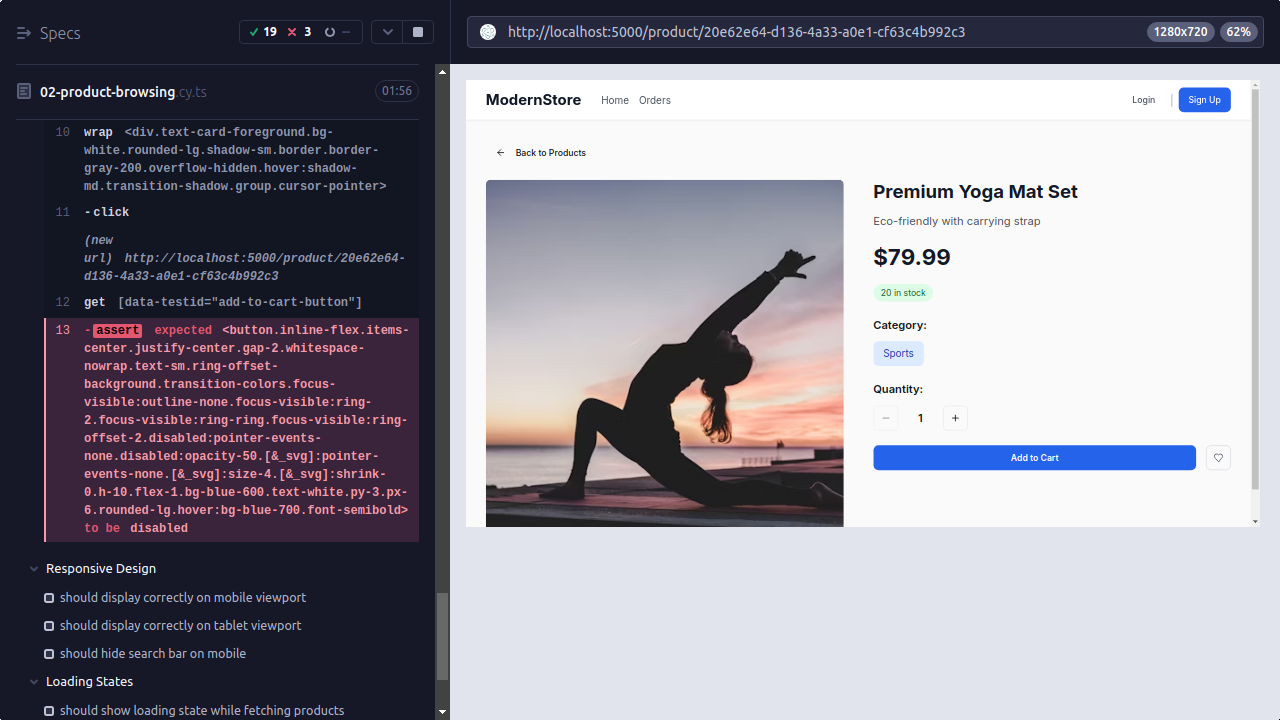 Specs
19
3
--
02-product-browsing.cy.ts
01:56
10 wrap <div.text-card-foreground.bg-
white.rounded-lg.shadow-sm.border.border-
gray-200.overflow-hidden.hover:shadow-
md.transition-shadow.group.cursor-pointer>
11 -click
(new
url) http://localhost:5000/product/20e62e64-
d136-4a33-a0e1-cf63c4b992c3
12 get [data-testid="add-to-cart-button"]
13 -assert expected <button.inline-flex.items-
center.justify-center.gap-2.whitespace-
nowrap.text-sm.ring-offset-
background.transition-colors.focus-
visible:outline-none.focus-visible:ring-
2.focus-visible:ring-ring.focus-visible:ring-
offset-2.disabled:pointer-events-
none.disabled:opacity-50.[&_svg]:pointer-
events-none.[&_svg]:size-4.[&_svg]:shrink-
0.h-10.flex-1.bg-blue-600.text-white.py-3.px-
6.rounded-lg.hover:bg-blue-700.font-semibold>
to be disabled
Responsive Design
should display correctly on mobile viewport
should display correctly on tablet viewport
should hide search bar on mobile
Loading States
should show loading state while fetching products
http://localhost:5000/product/20e62e64-d136-4a33-a0e1-cf63c4b992c3
1280x720
62%
ModernStore
Home
Orders
Login
Sign Up
Back to Products
Premium Yoga Mat Set
Eco-friendly with carrying strap
$79.99
20 in stock
Category:
Sports
Quantity:
− 1 +
Add to Cart